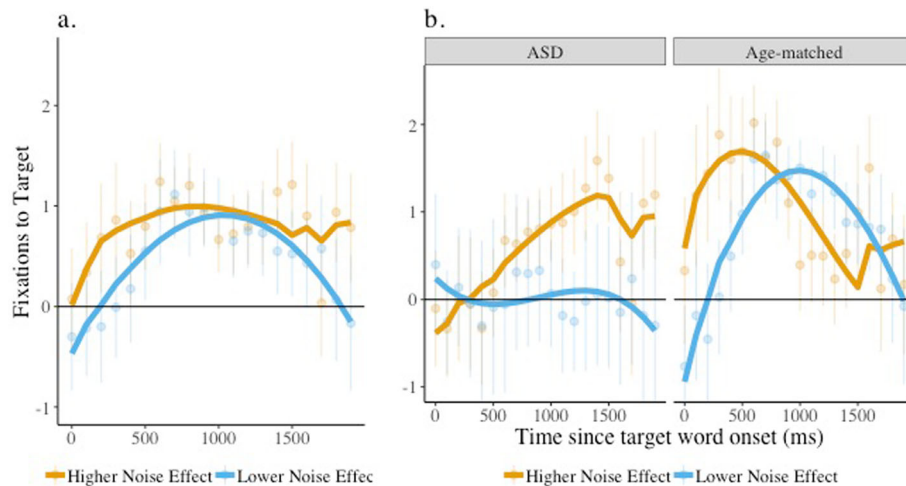 a.
b.
ASD
Age-matched
Fixations to Target
2
1
0
-1
2
1
0
-1
0
500
1000
1500
0
500
1000
1500
0
500
1000
1500
Time since target word onset (ms)
Higher Noise Effect
Lower Noise Effec
Higher Noise Effect
Lower Noise Effect